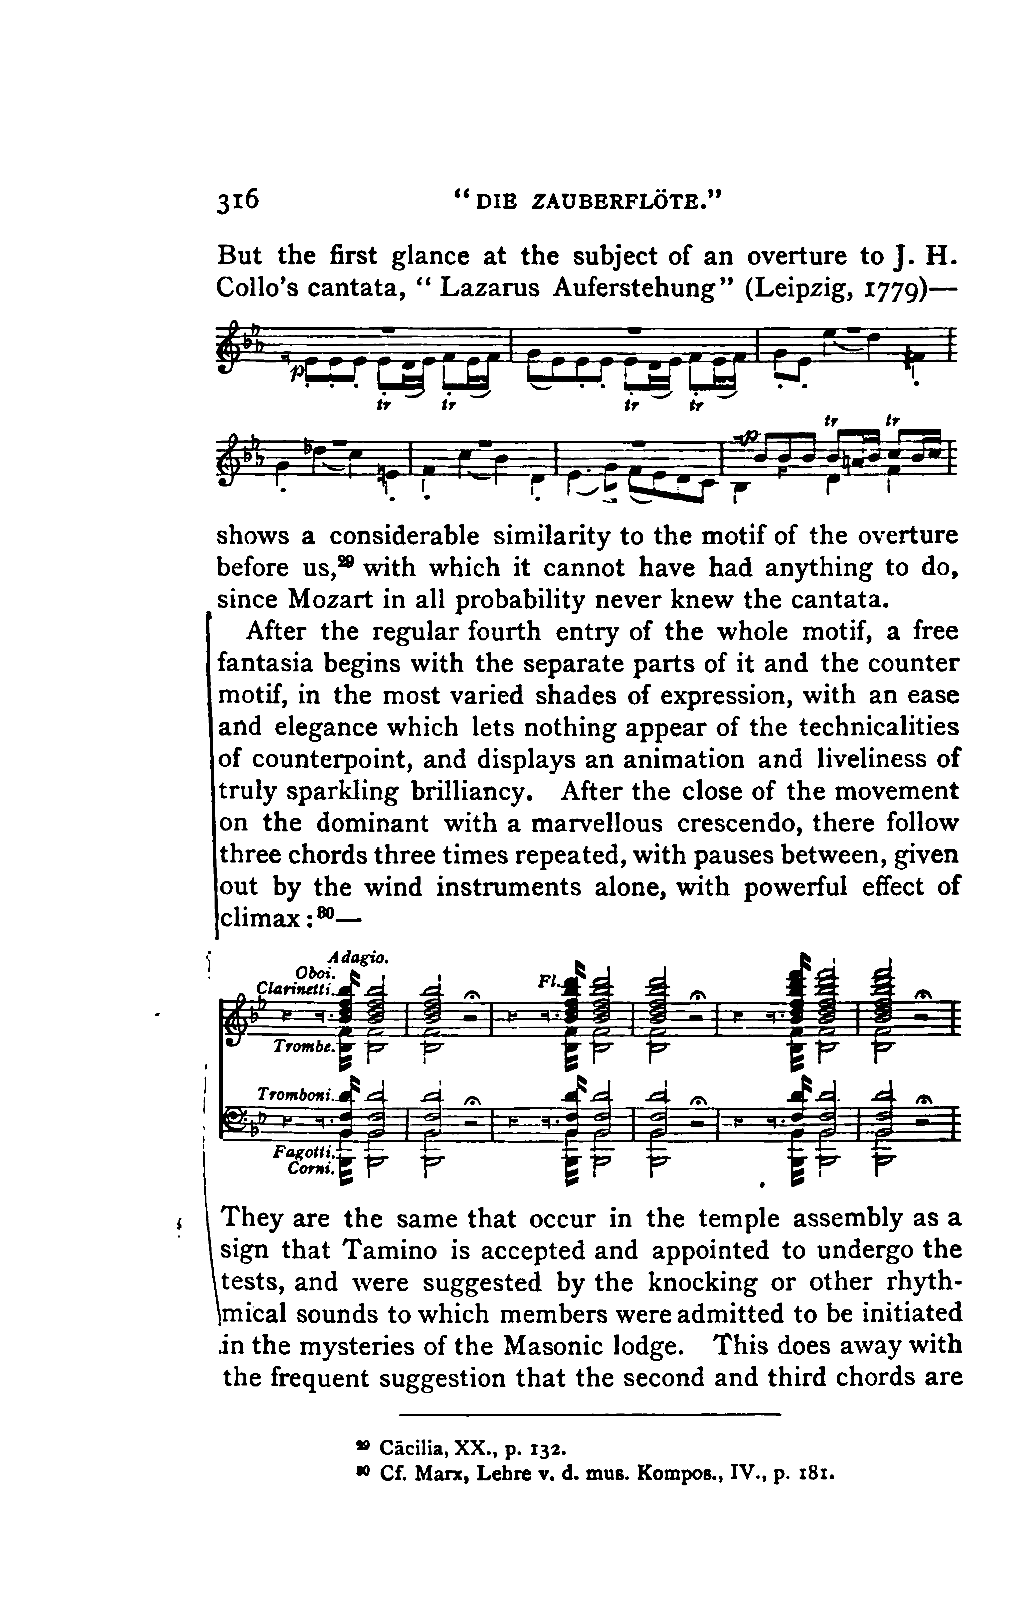 316 "DIE ZAUBERFLÖTE."
But the first glance at the subject of an overture to J. H.
Collo's cantata, "Lazarus Auferstehung" (Leipzig, 1779)—
p
tr tr tr tr
tr tr
p
shows a considerable similarity to the motif of the overture
before us,²⁹ with which it cannot have had anything to do,
since Mozart in all probability never knew the cantata.
After the regular fourth entry of the whole motif, a free
fantasia begins with the separate parts of it and the counter
motif, in the most varied shades of expression, with an ease
and elegance which lets nothing appear of the technicalities
of counterpoint, and displays an animation and liveliness of
truly sparkling brilliancy. After the close of the movement
on the dominant with a marvellous crescendo, there follow
three chords three times repeated, with pauses between, given
out by the wind instruments alone, with powerful effect of
climax:³⁰—
Adagio.
Oboi.
Clarinetti.
Fl.
Trombe.
Tromboni.
Fagotti.
Corni.
They are the same that occur in the temple assembly as a
sign that Tamino is accepted and appointed to undergo the
tests, and were suggested by the knocking or other rhyth-
mical sounds to which members were admitted to be initiated
in the mysteries of the Masonic lodge. This does away with
the frequent suggestion that the second and third chords are
²⁹ Cäcilia, XX., p. 132.
³⁰ Cf. Marx, Lehre v. d. mus. Kompos., IV., p. 181.